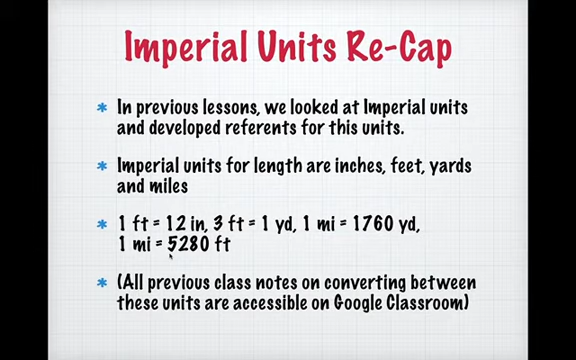 Imperial Units Re-Cap
* In previous lessons, we looked at Imperial units
and developed referents for this units.
* Imperial units for length are inches, feet, yards
and miles
* 1 ft = 12 in, 3 ft = 1 yd, 1 mi = 1760 yd,
1 mi = 5280 ft
* (All previous class notes on converting between
these units are accessible on Google Classroom)